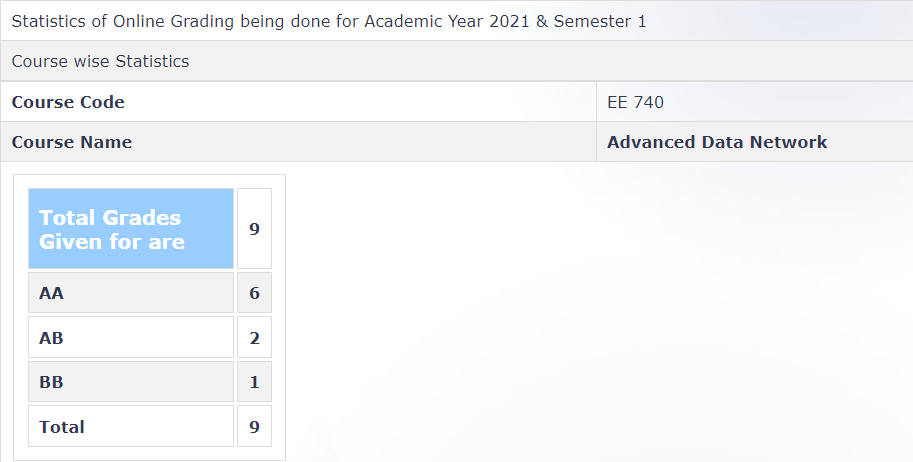 Statistics of Online Grading being done for Academic Year 2021 & Semester 1
Course wise Statistics
Course Code EE 740
Course Name Advanced Data Network
Total Grades
Given for are 9
AA 6
AB 2
BB 1
Total 9